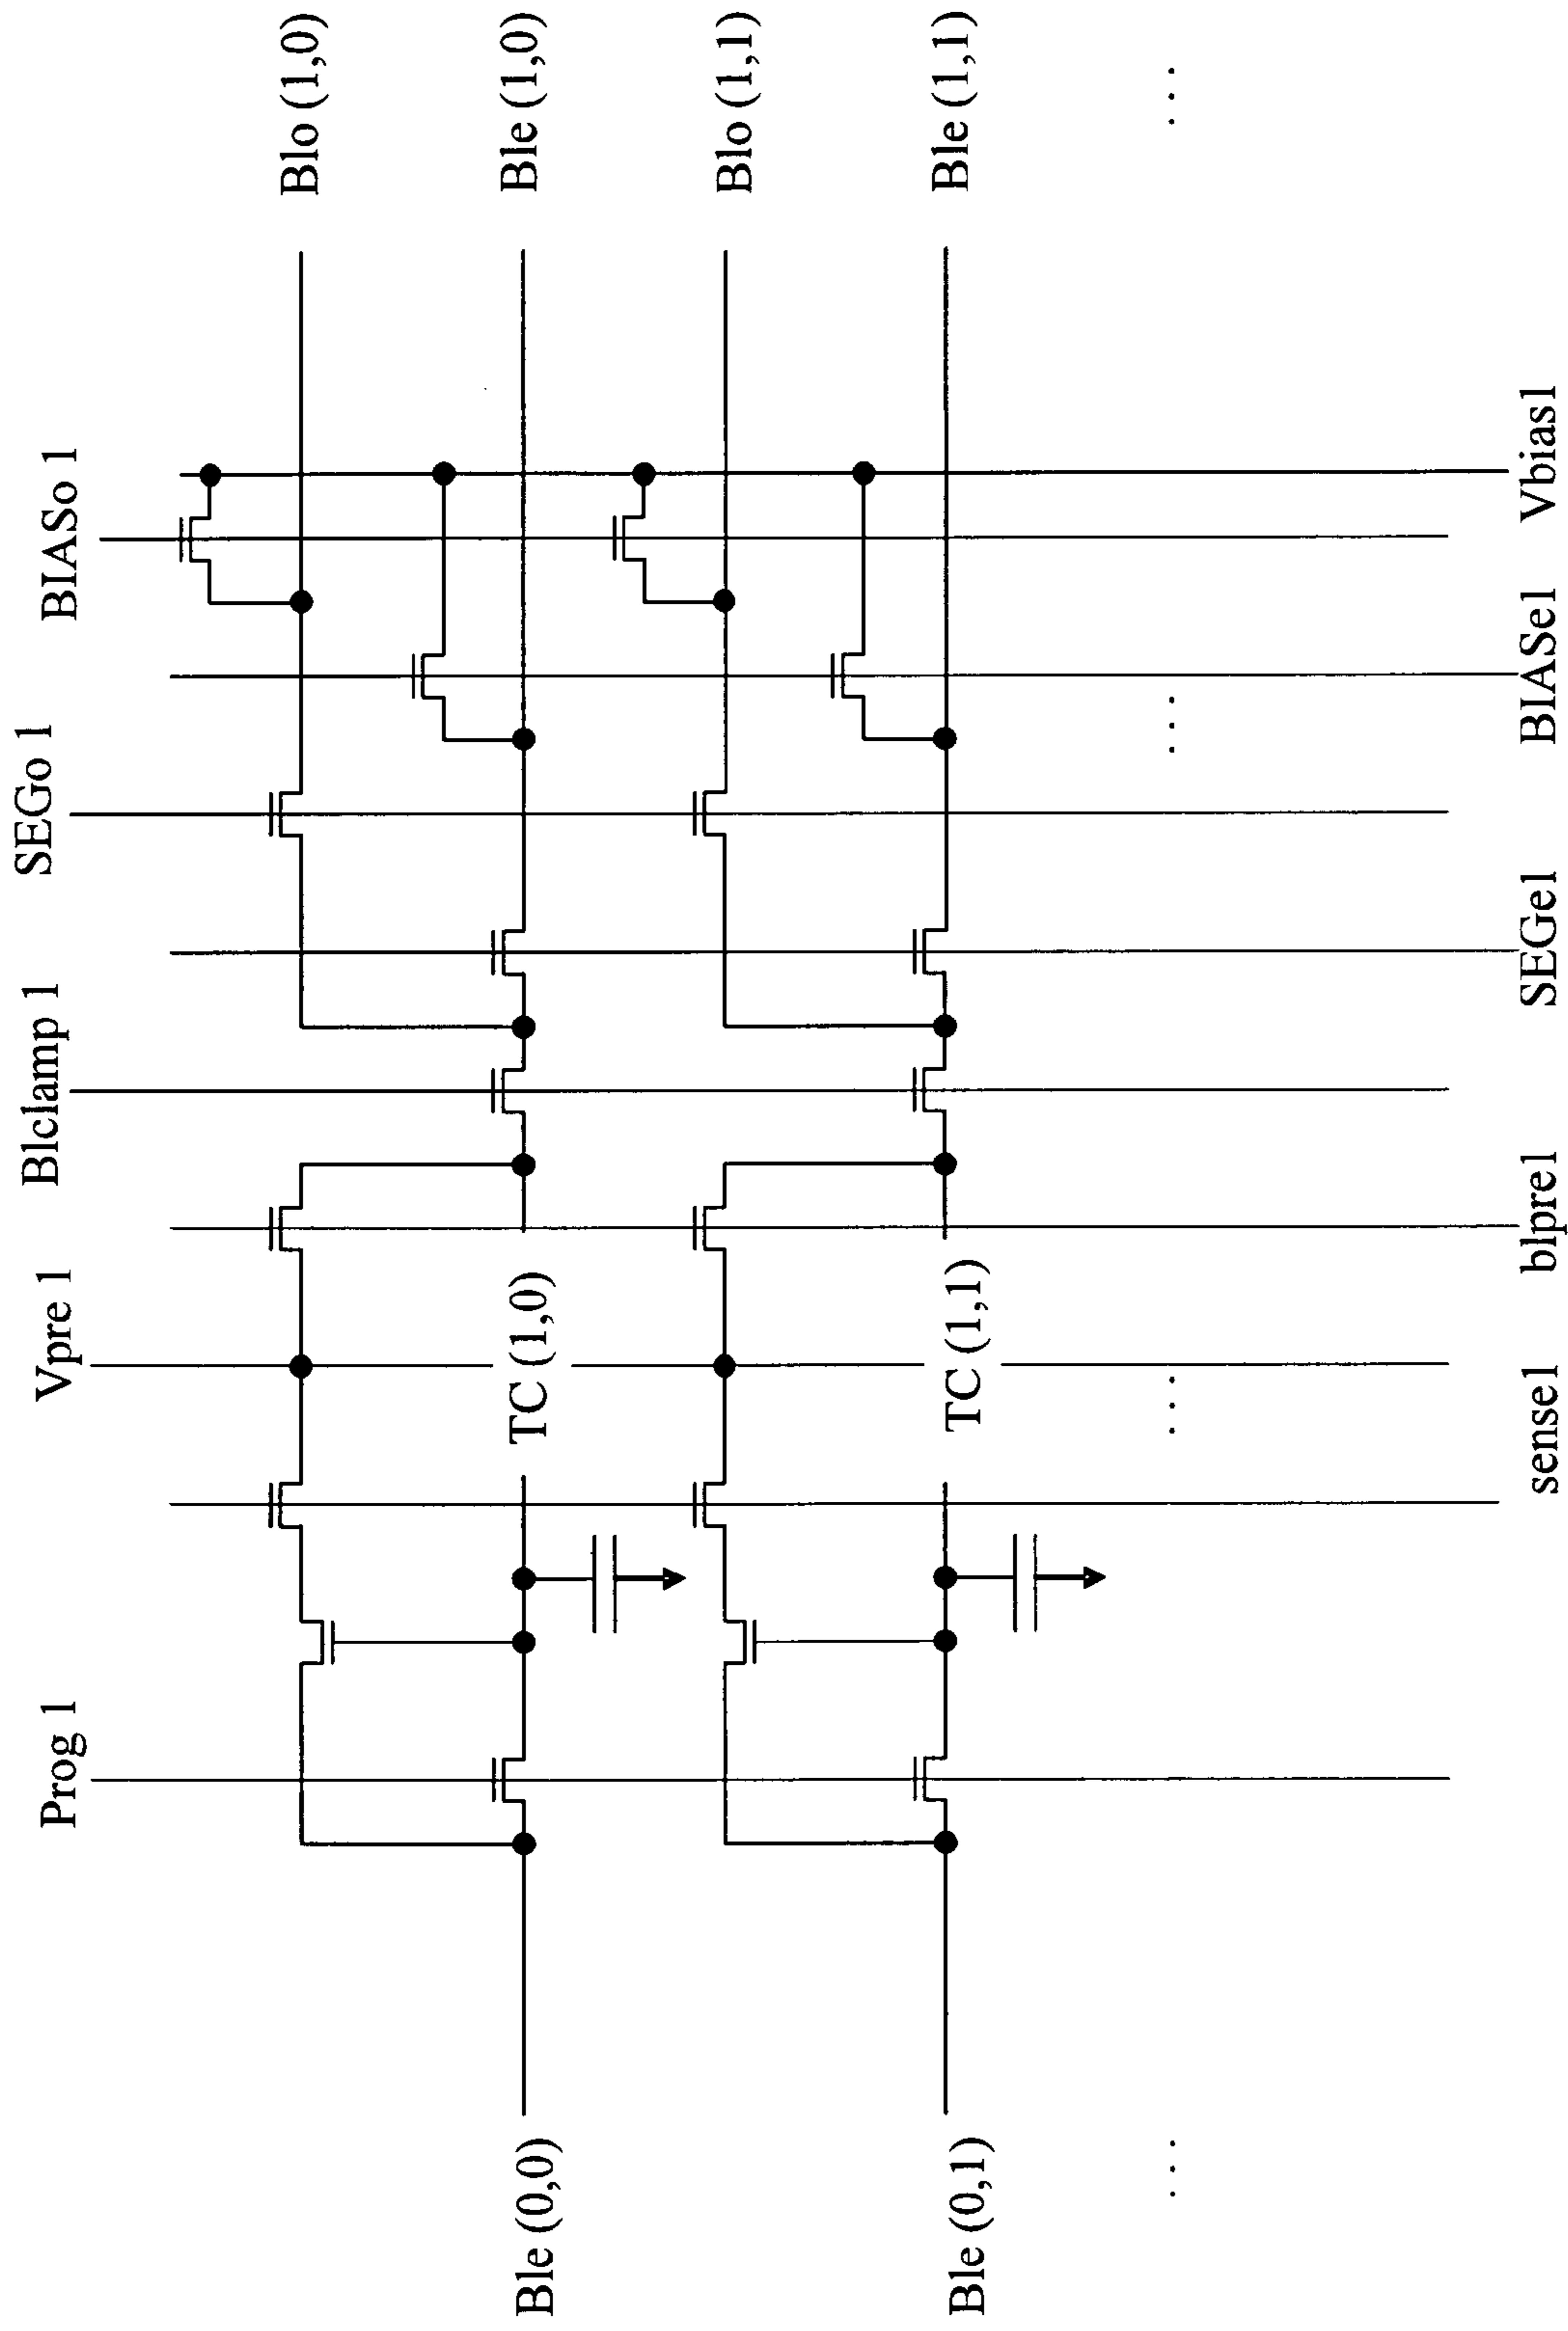 BIASo 1
SEGo 1
Blclamp 1
Vpre 1
Prog 1
Blo (1,0)
Ble (1,0)
Blo (1,1)
Ble (1,1)
. . .
TC (1,0)
TC (1,1)
. . .
. . .
Ble (0,0)
Ble (0,1)
. . .
Vbias1
BIASe1
SEGe1
blpre1
sense1